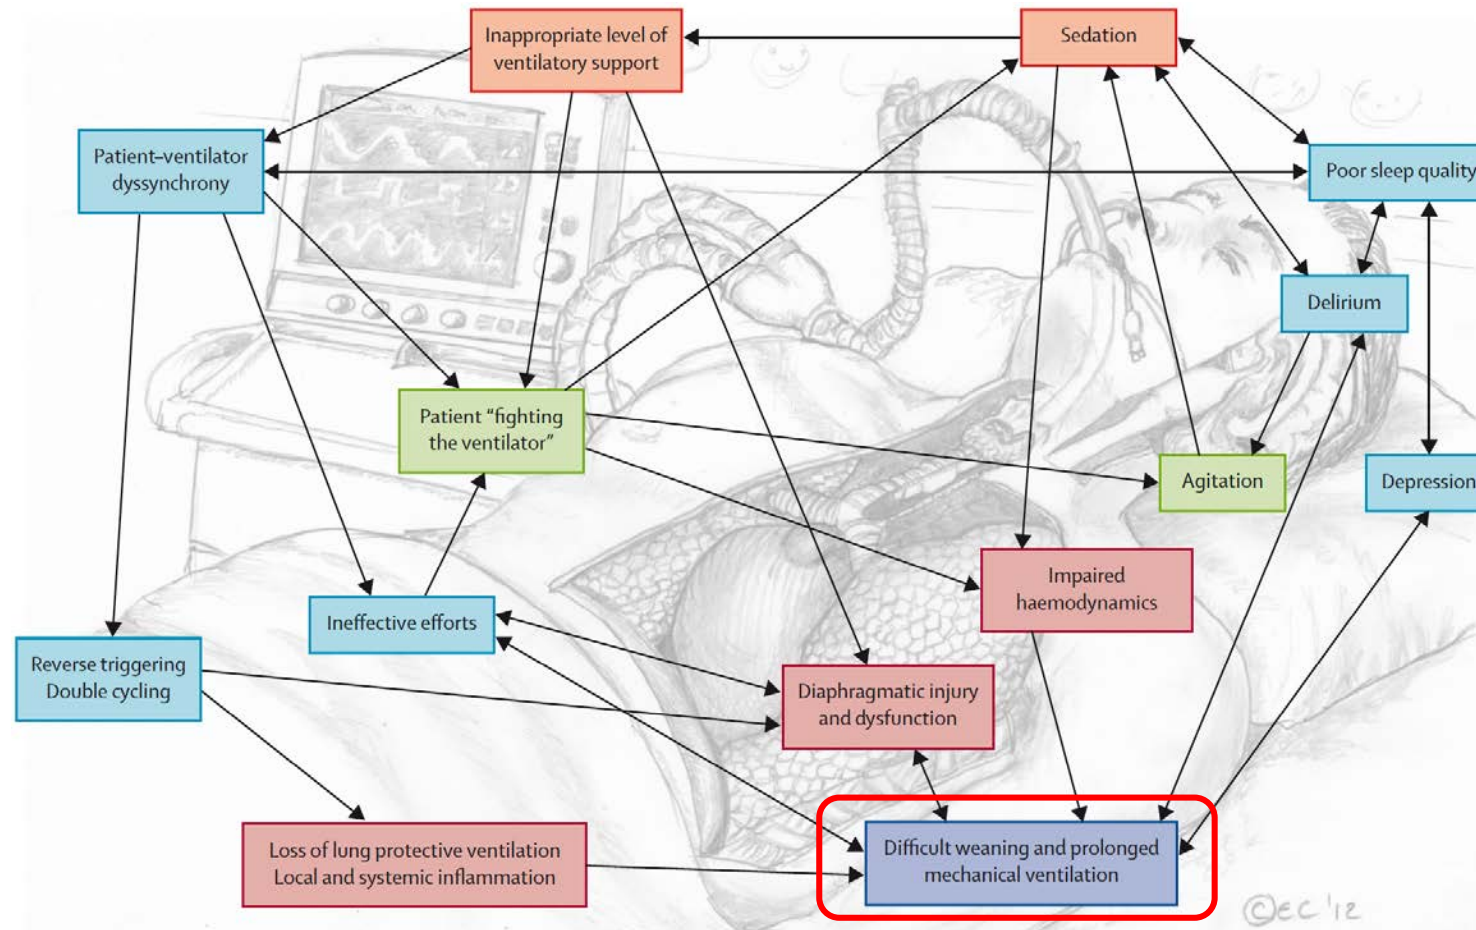 Inappropriate level of
ventilatory support
Sedation
Patient–ventilator
dyssynchrony
Poor sleep quality
Delirium
Patient “fighting
the ventilator”
Agitation
Depression
Impaired
haemodynamics
Ineffective efforts
Reverse triggering
Double cycling
Diaphragmatic injury
and dysfunction
Loss of lung protective ventilation
Local and systemic inflammation
Difficult weaning and prolonged
mechanical ventilation
©EC '12